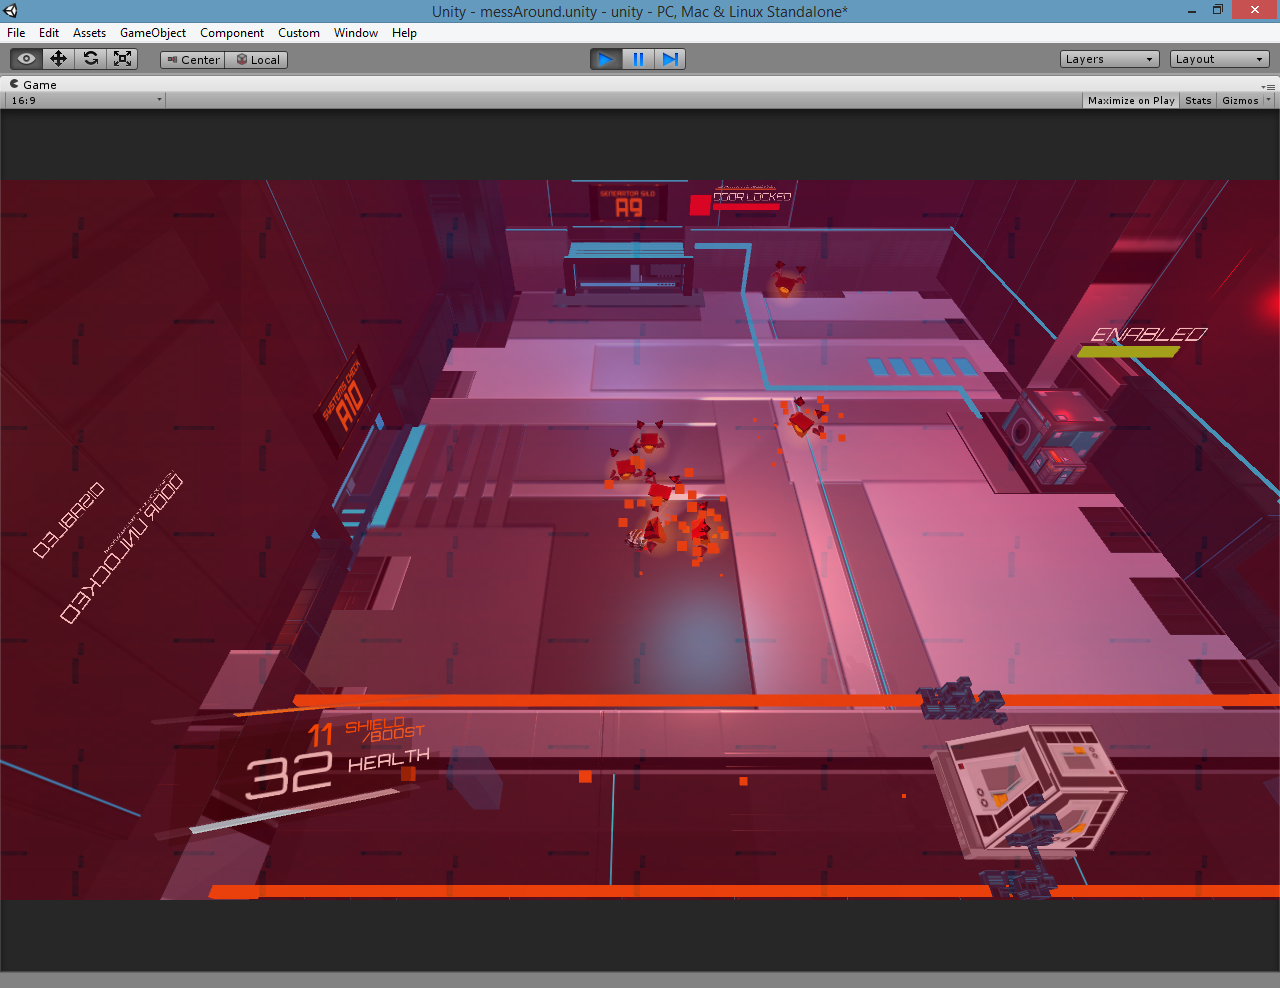 Unity - messAround.unity - unity - PC, Mac & Linux Standalone*
File Edit Assets GameObject Component Custom Window Help
Center Local Layers Layout
Game
16:9 Maximize on Play Stats Gizmos
GENERATOR SILO
A9
DOOR LOCKED
ENABLED
SYSTEMS CHECK
A10
DISABLED
DOOR UNLOCKED
11 SHIELD
/BOOST
32 HEALTH